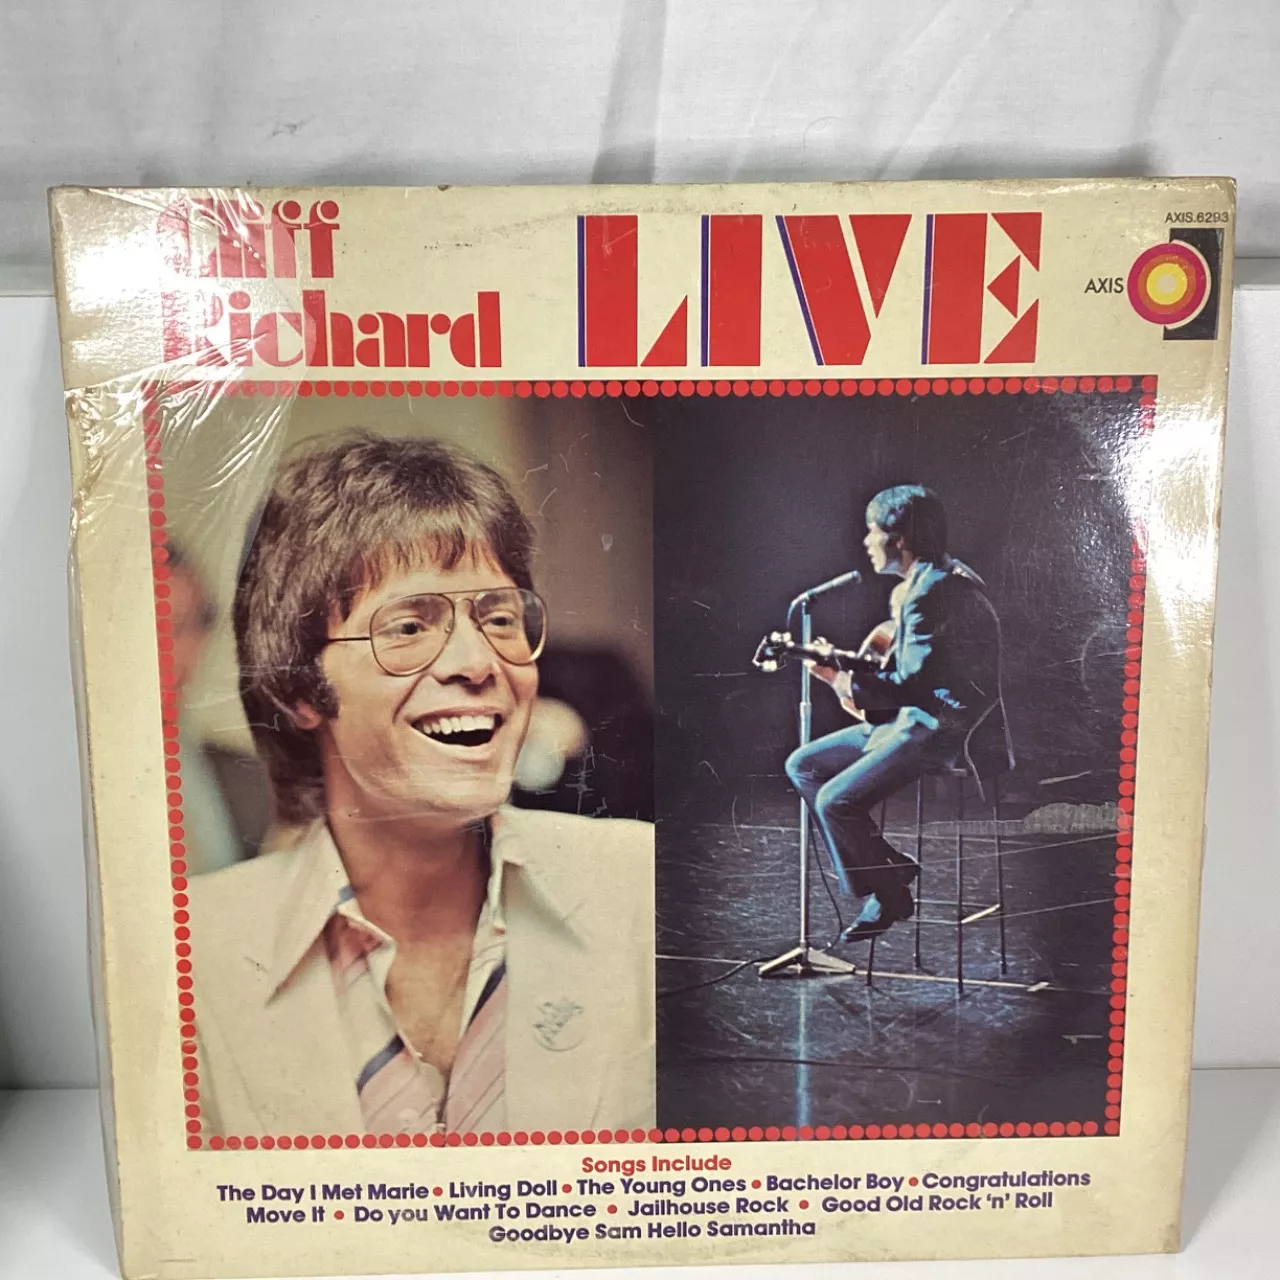 Cliff
Richard
LIVE
AXIS.6293
AXIS
Songs Include
The Day I Met Marie • Living Doll • The Young Ones • Bachelor Boy • Congratulations
Move It • Do you Want To Dance • Jailhouse Rock • Good Old Rock 'n' Roll
Goodbye Sam Hello Samantha